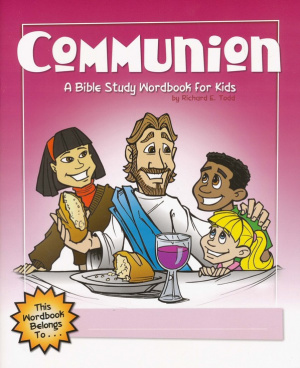 Communion
A Bible Study Wordbook for Kids
by Richard E. Todd
This
Wordbook
Belongs
To . . .